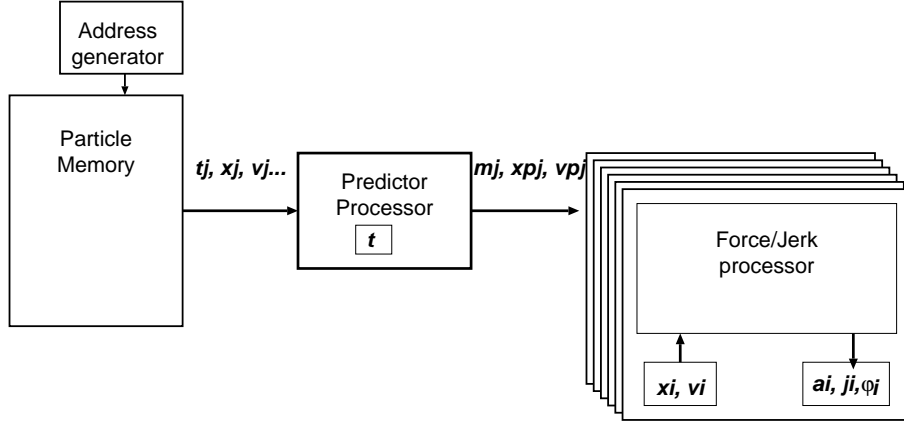 Address
generator
Particle
Memory
tj, xj, vj...
Predictor
Processor
t
mj, xpj, vpj
Force/Jerk
processor
xi, vi
ai, ji,φi